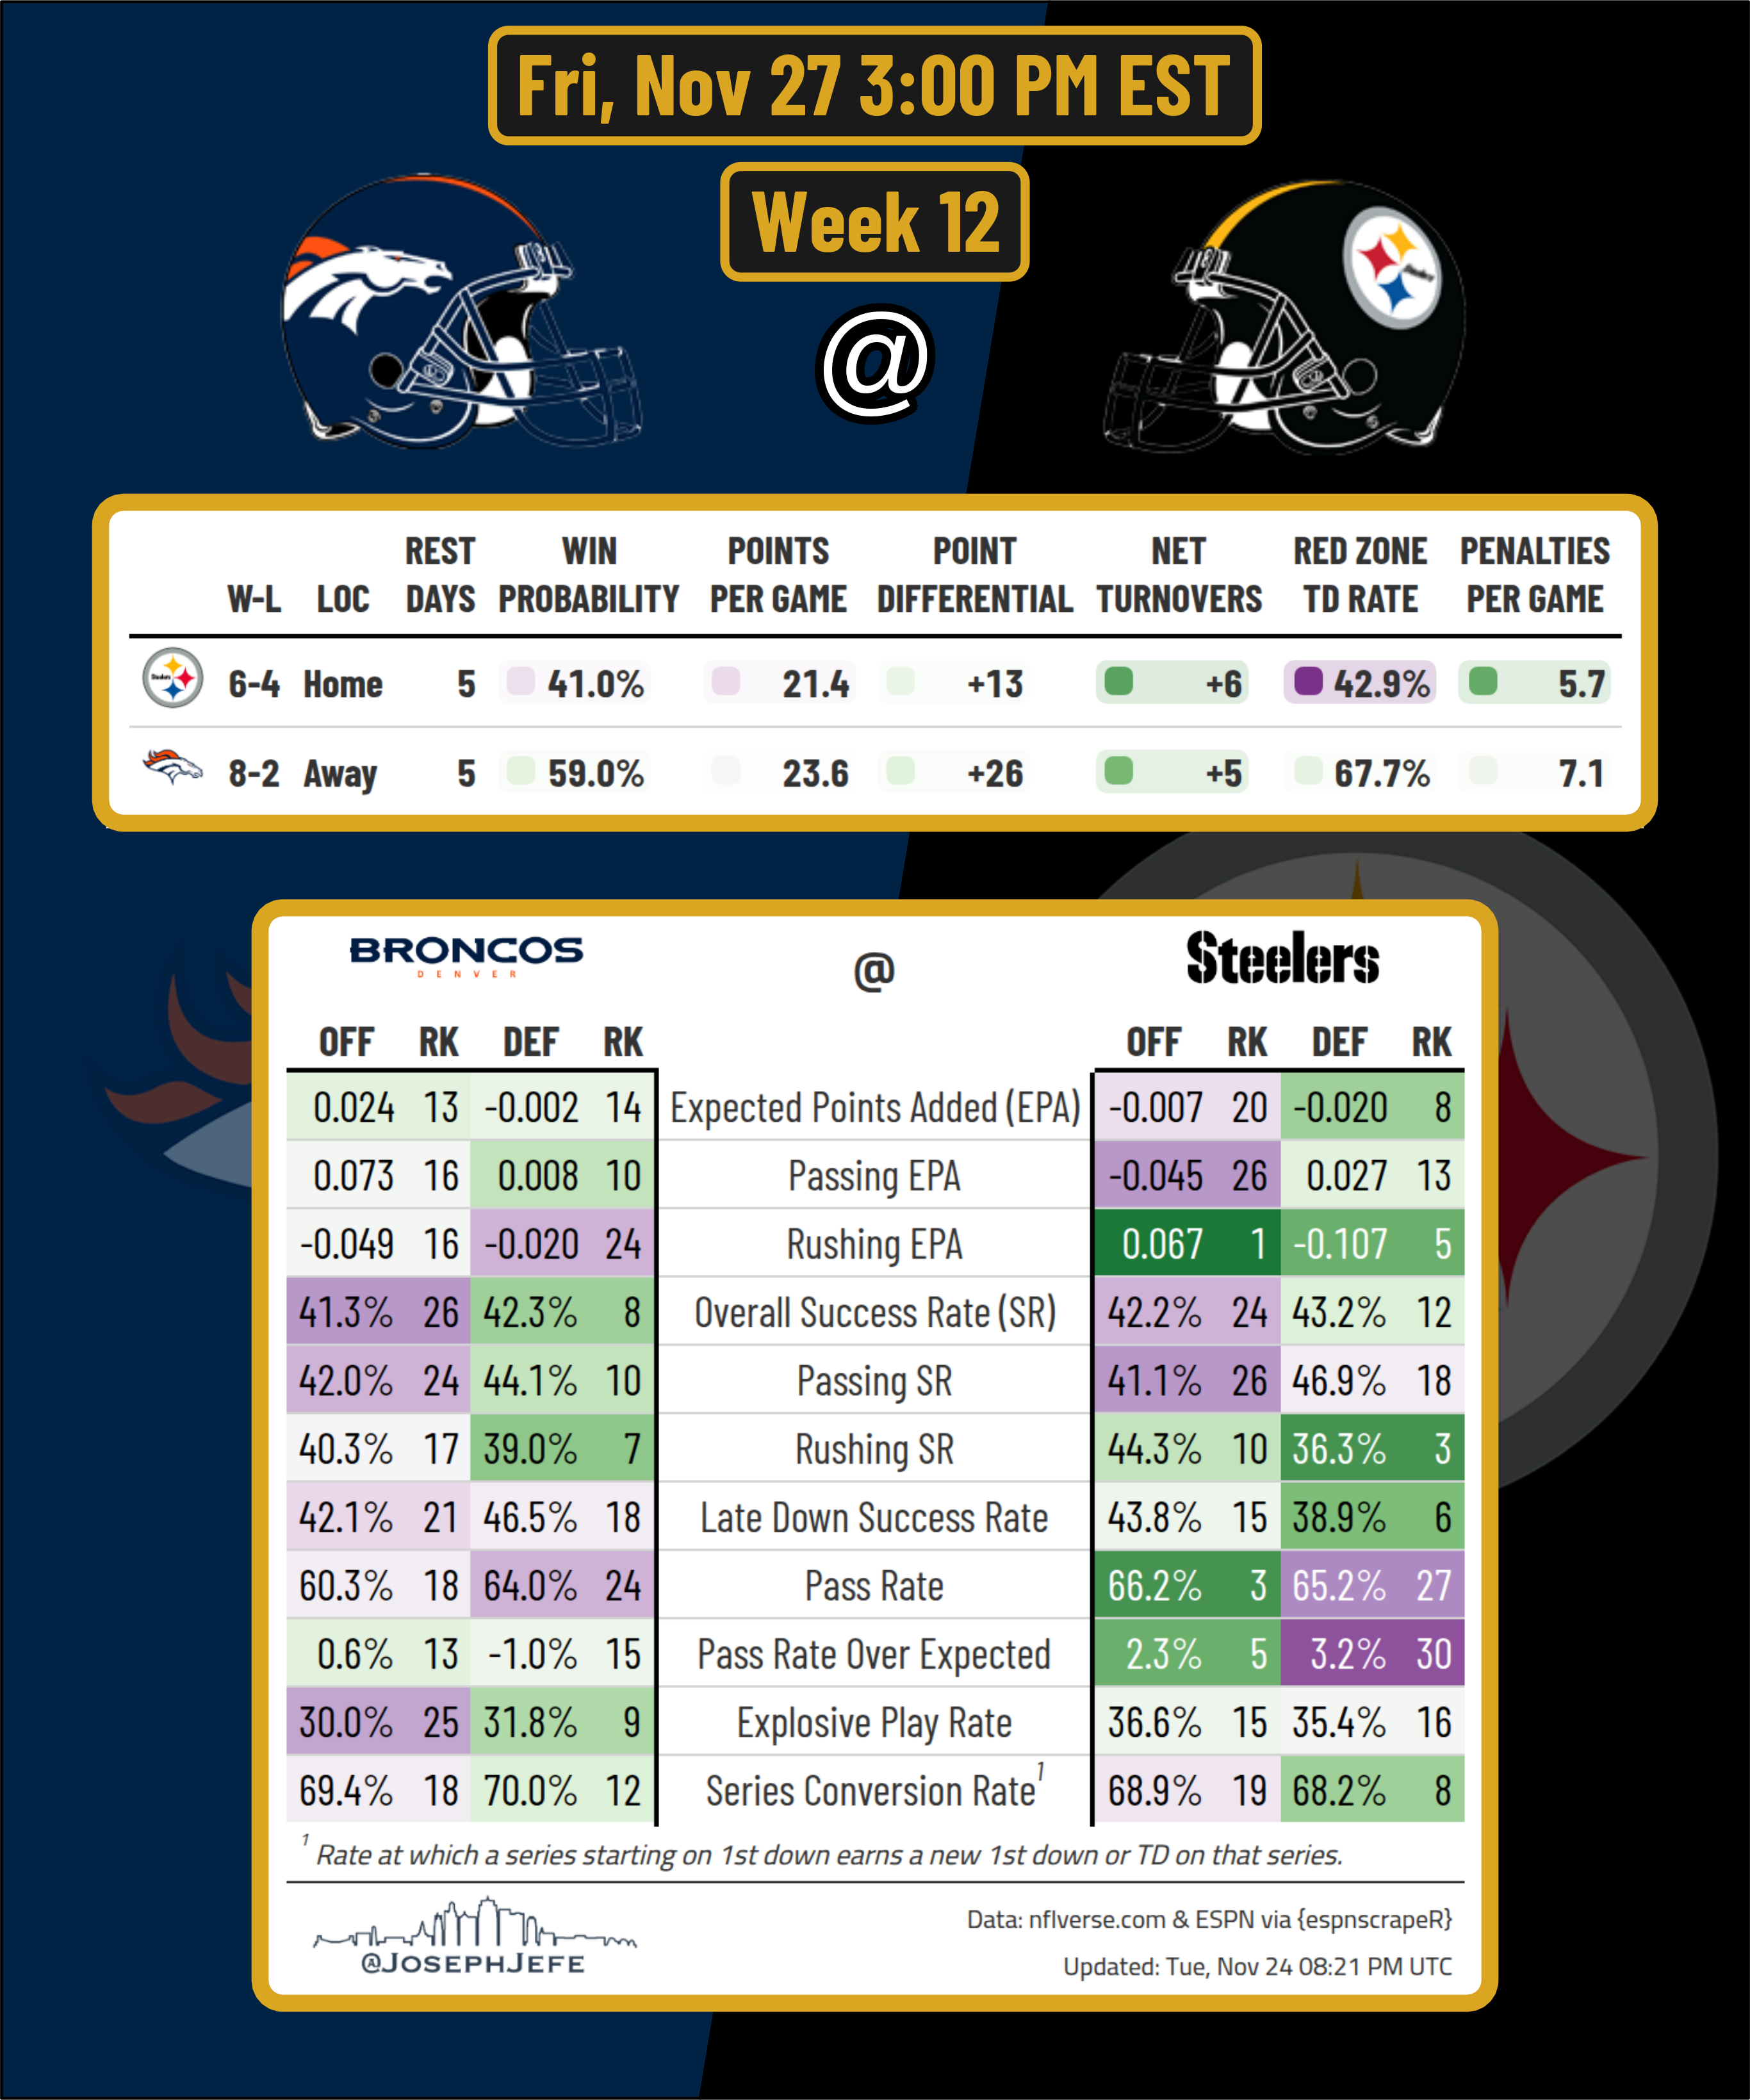 Fri, Nov 27 3:00 PM EST
Week 12
@
REST WIN POINTS POINT NET RED ZONE PENALTIES
W-L LOC DAYS PROBABILITY PER GAME DIFFERENTIAL TURNOVERS TD RATE PER GAME
Steelers 6-4 Home 5 41.0% 21.4 +13 +6 42.9% 5.7
8-2 Away 5 59.0% 23.6 +26 +5 67.7% 7.1
BRONCOS @ Steelers
DENVER
OFF RK DEF RK OFF RK DEF RK
0.024 13 -0.002 14 Expected Points Added (EPA) -0.007 20 -0.020 8
0.073 16 0.008 10 Passing EPA -0.045 26 0.027 13
-0.049 16 -0.020 24 Rushing EPA 0.067 1 -0.107 5
41.3% 26 42.3% 8 Overall Success Rate (SR) 42.2% 24 43.2% 12
42.0% 24 44.1% 10 Passing SR 41.1% 26 46.9% 18
40.3% 17 39.0% 7 Rushing SR 44.3% 10 36.3% 3
42.1% 21 46.5% 18 Late Down Success Rate 43.8% 15 38.9% 6
60.3% 18 64.0% 24 Pass Rate 66.2% 3 65.2% 27
0.6% 13 -1.0% 15 Pass Rate Over Expected 2.3% 5 3.2% 30
30.0% 25 31.8% 9 Explosive Play Rate 36.6% 15 35.4% 16
69.4% 18 70.0% 12 Series Conversion Rate1 68.9% 19 68.2% 8
1 Rate at which a series starting on 1st down earns a new 1st down or TD on that series.
Data: nflverse.com & ESPN via {espnscrapeR}
@JOSEPHJEFE
Updated: Tue, Nov 24 08:21 PM UTC